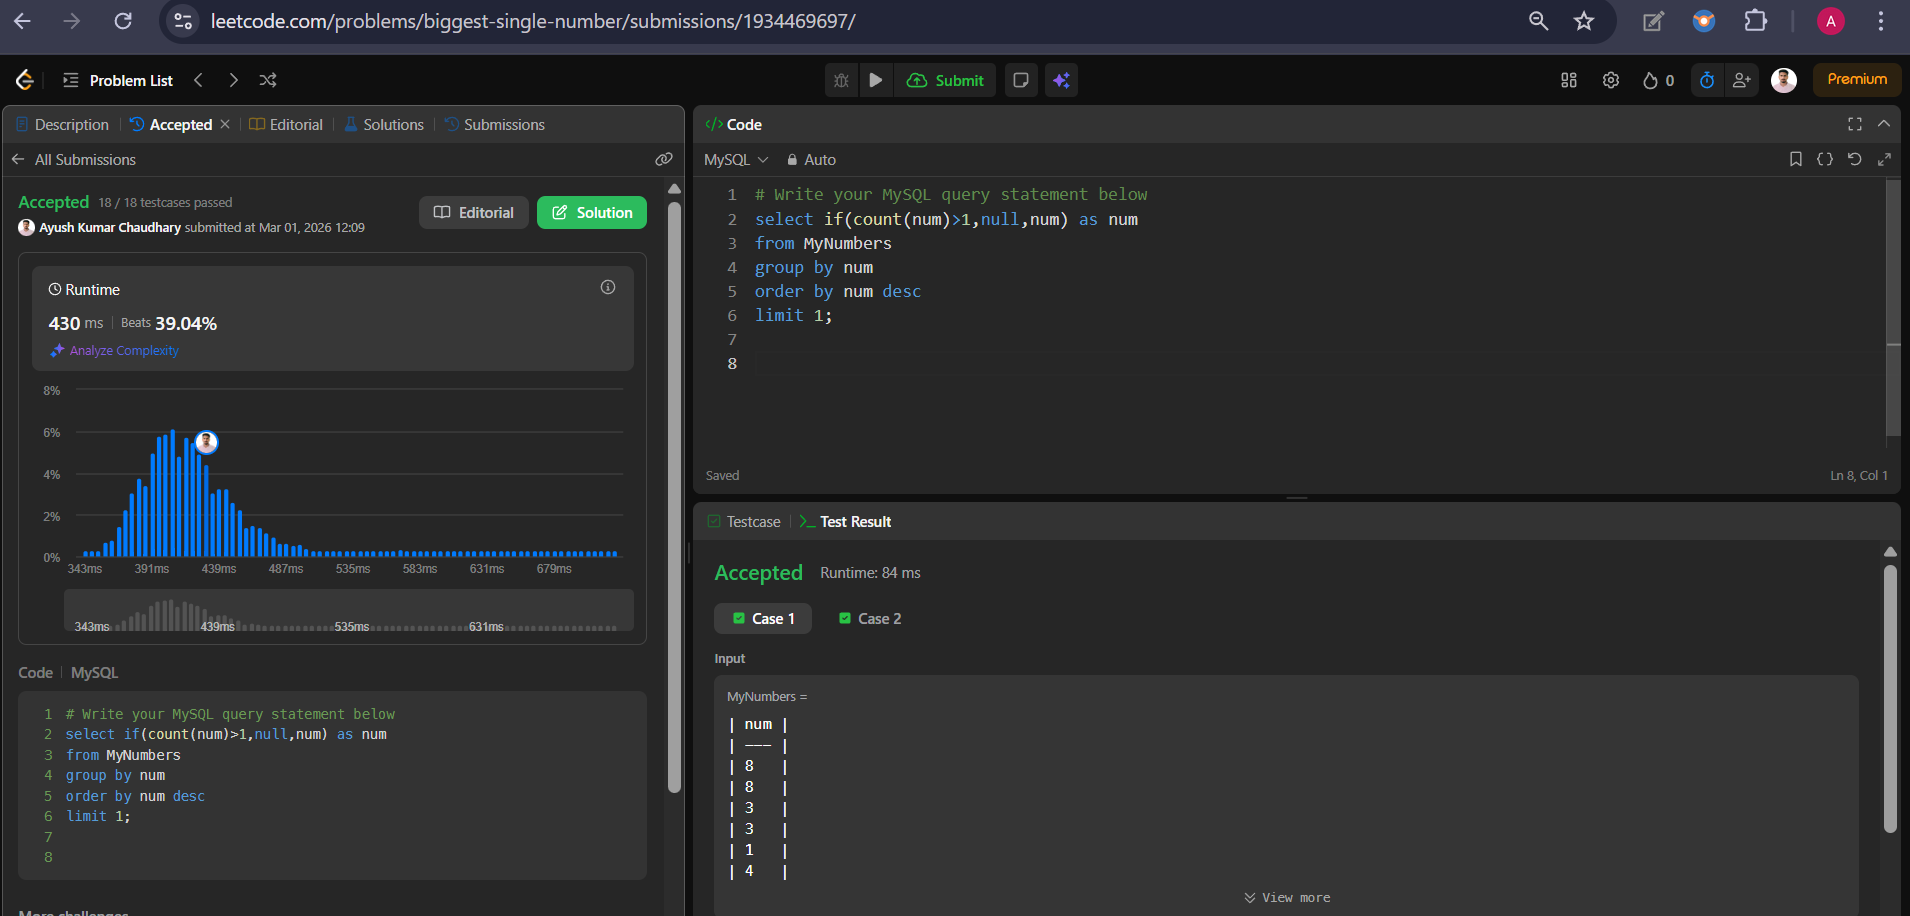 leetcode.com/problems/biggest-single-number/submissions/1934469697/
A
Problem List
Submit
0
Premium
Description
Accepted
Editorial
Solutions
Submissions
All Submissions
Accepted 18 / 18 testcases passed
Ayush Kumar Chaudhary submitted at Mar 01, 2026 12:09
Editorial
Solution
Runtime
430 ms | Beats 39.04%
Analyze Complexity
8%
6%
4%
2%
0%
343ms 391ms 439ms 487ms 535ms 583ms 631ms 679ms
343ms 439ms 535ms 631ms
Code | MySQL
1 # Write your MySQL query statement below
2 select if(count(num)>1,null,num) as num
3 from MyNumbers
4 group by num
5 order by num desc
6 limit 1;
7
8
More challenges
</> Code
MySQL
Auto
1 # Write your MySQL query statement below
2 select if(count(num)>1,null,num) as num
3 from MyNumbers
4 group by num
5 order by num desc
6 limit 1;
7
8
Saved
Ln 8, Col 1
Testcase
>_ Test Result
Accepted Runtime: 84 ms
Case 1
Case 2
Input
MyNumbers =
| num |
| --- |
| 8 |
| 8 |
| 3 |
| 3 |
| 1 |
| 4 |
View more